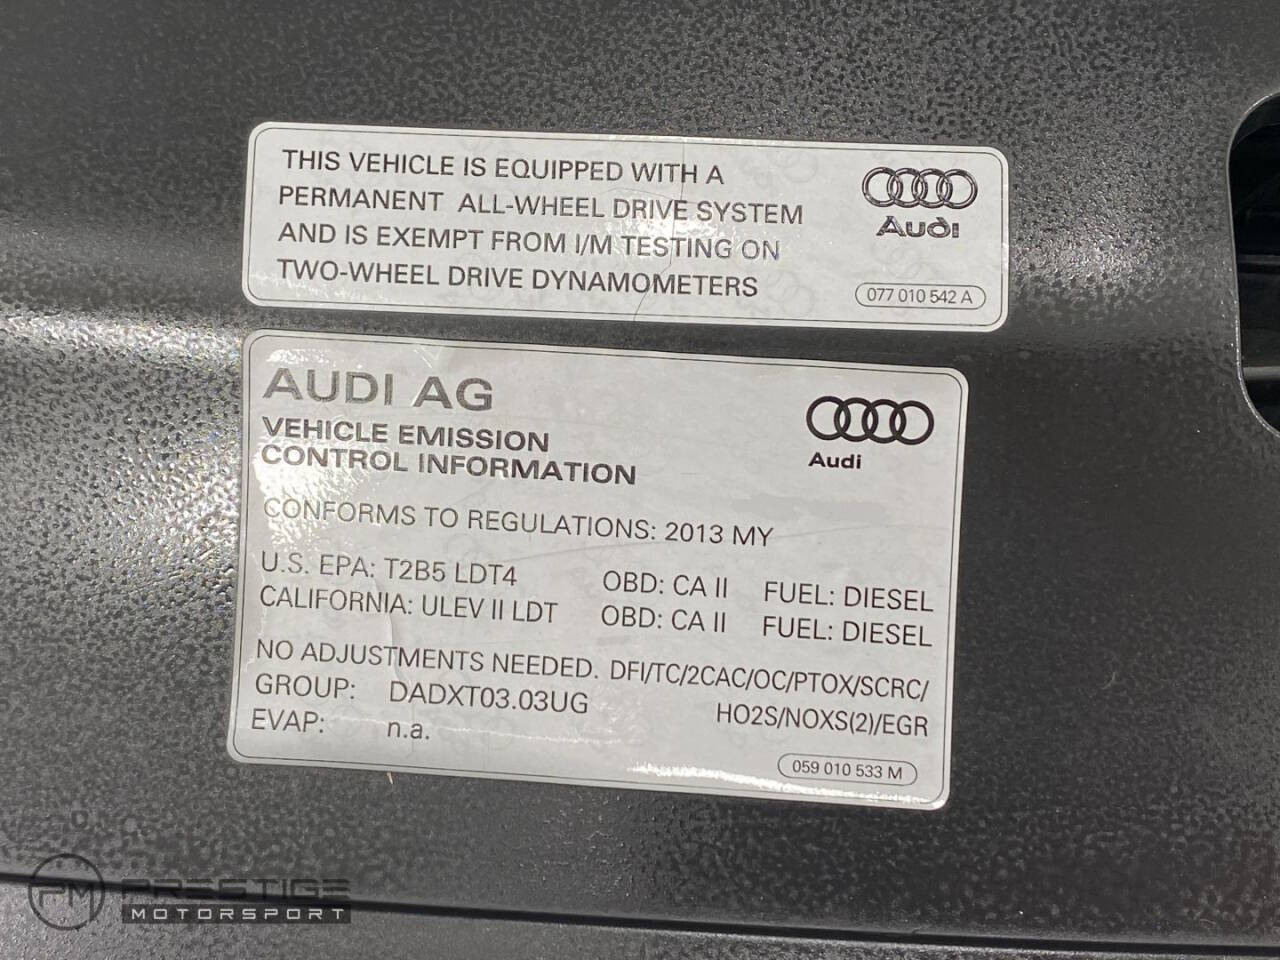 THIS VEHICLE IS EQUIPPED WITH A
PERMANENT ALL-WHEEL DRIVE SYSTEM
AND IS EXEMPT FROM I/M TESTING ON
TWO-WHEEL DRIVE DYNAMOMETERS
Audi
077 010 542 A
AUDI AG
VEHICLE EMISSION
CONTROL INFORMATION
Audi
CONFORMS TO REGULATIONS: 2013 MY
U.S. EPA: T2B5 LDT4 OBD: CA II FUEL: DIESEL
CALIFORNIA: ULEV II LDT OBD: CA II FUEL: DIESEL
NO ADJUSTMENTS NEEDED. DFI/TC/2CAC/OC/PTOX/SCRC/
GROUP: DADXT03.03UG HO2S/NOXS(2)/EGR
EVAP: n.a.
059 010 533 M
PM PRESTIGE
MOTORSPORT